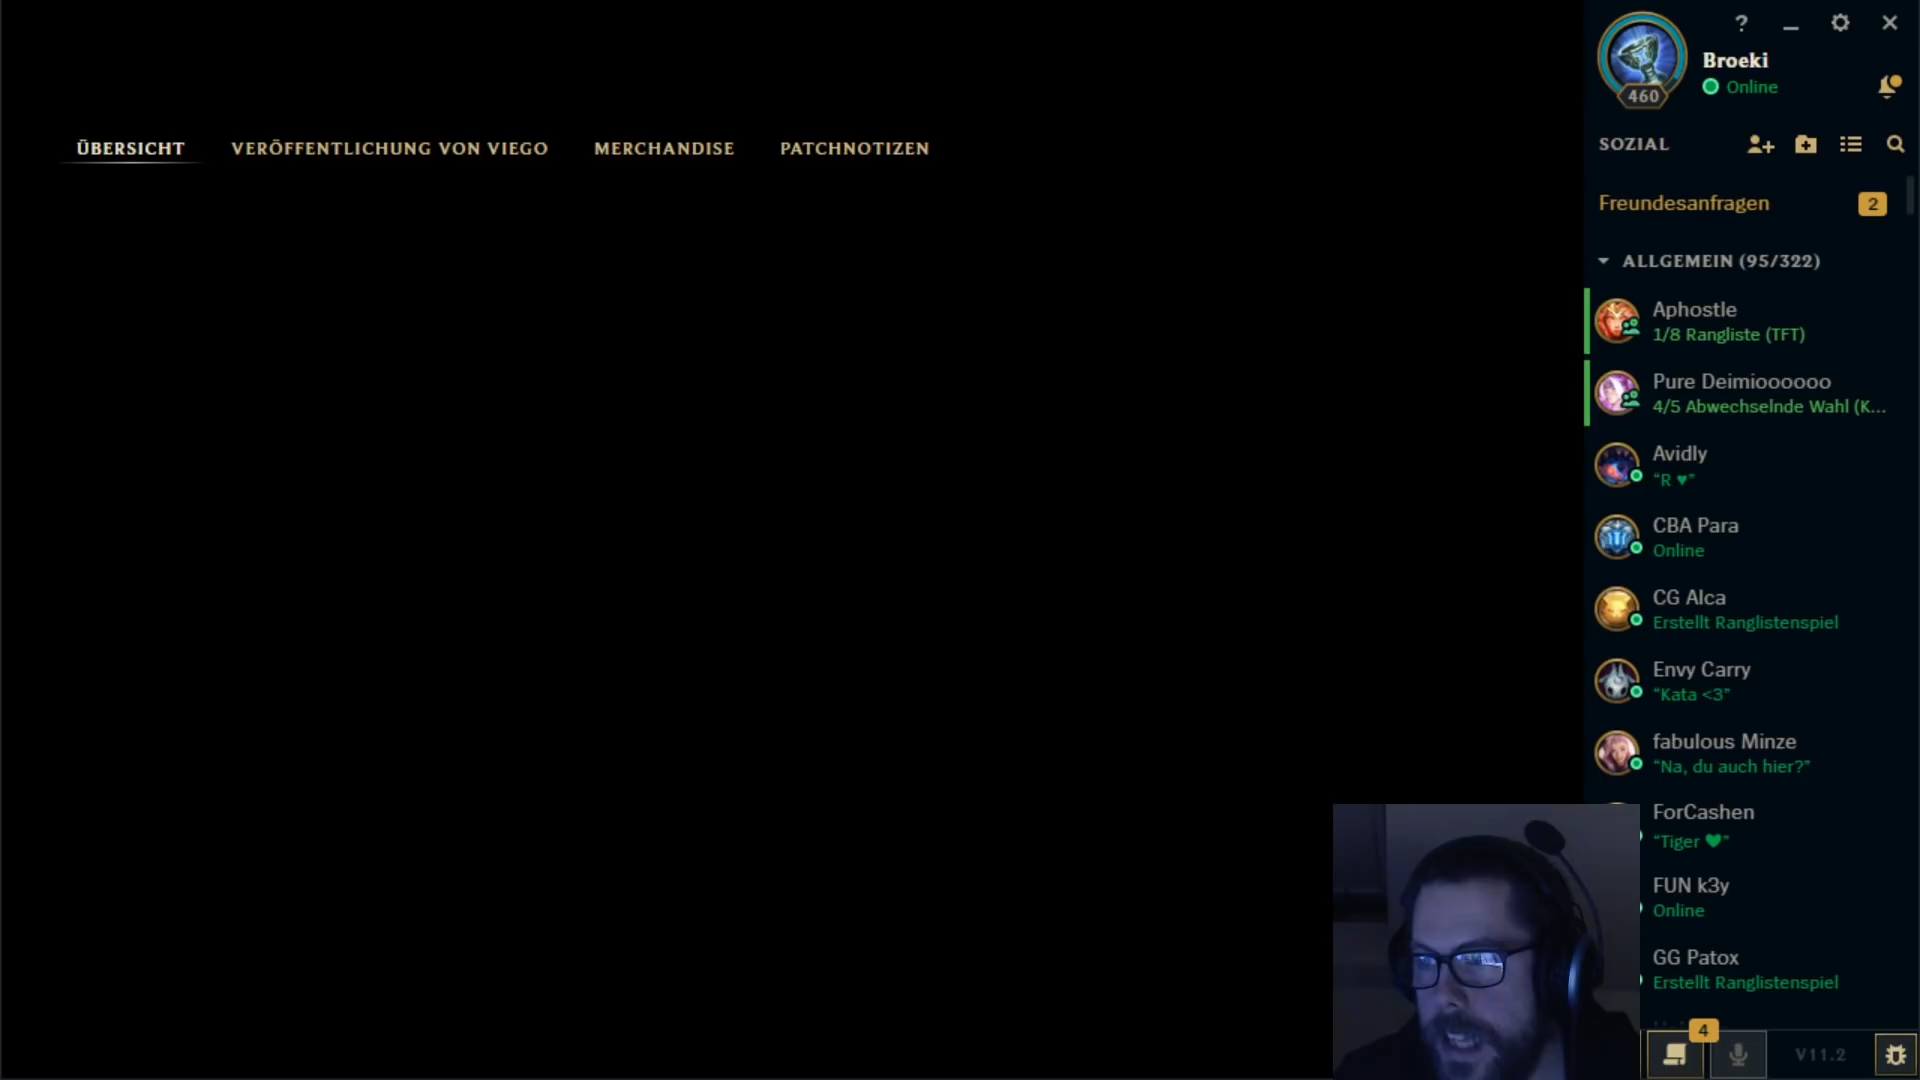 ?
Broeki
Online
460
ÜBERSICHT VERÖFFENTLICHUNG VON VIEGO MERCHANDISE PATCHNOTIZEN
SOZIAL
Freundesanfragen 2
ALLGEMEIN (95/322)
Aphostle
1/8 Rangliste (TFT)
Pure Deimioooooo
4/5 Abwechselnde Wahl (K...
Avidly
“R ♥”
CBA Para
Online
CG Alca
Erstellt Ranglistenspiel
Envy Carry
“Kata <3”
fabulous Minze
“Na, du auch hier?”
ForCashen
“Tiger ♥”
FUN k3y
Online
GG Patox
Erstellt Ranglistenspiel
4
V11.2